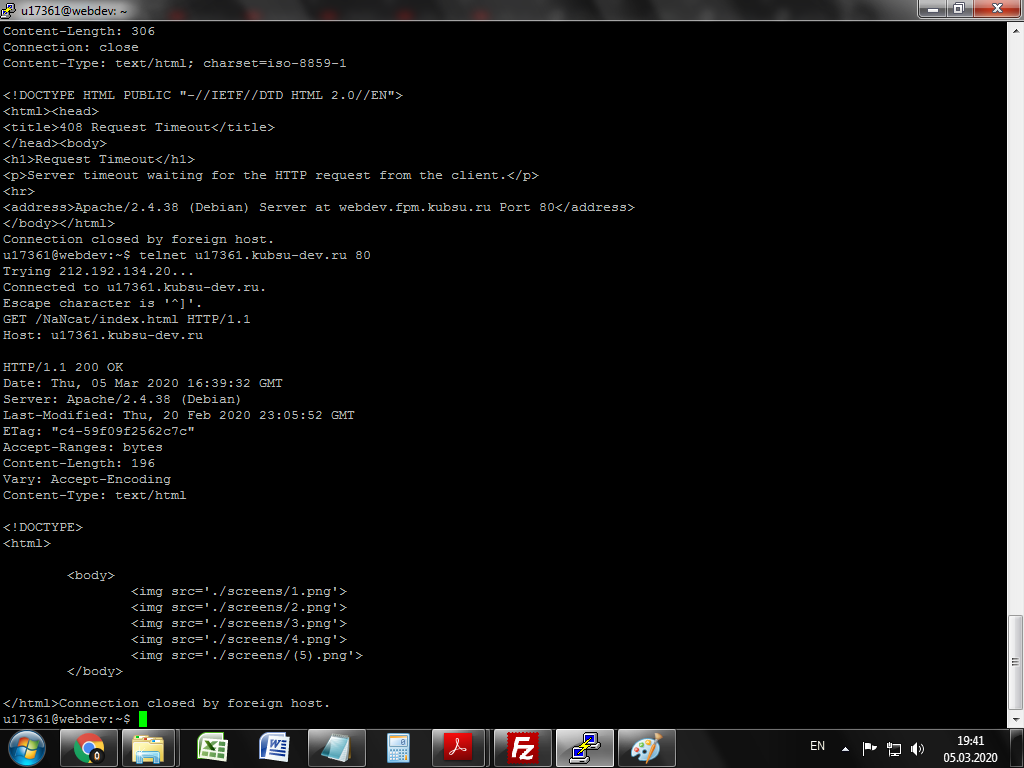 u17361@webdev: ~
Content-Length: 306
Connection: close
Content-Type: text/html; charset=iso-8859-1
<!DOCTYPE HTML PUBLIC "-//IETF//DTD HTML 2.0//EN">
<html><head>
<title>408 Request Timeout</title>
</head><body>
<h1>Request Timeout</h1>
<p>Server timeout waiting for the HTTP request from the client.</p>
<hr>
<address>Apache/2.4.38 (Debian) Server at webdev.fpm.kubsu.ru Port 80</address>
</body></html>
Connection closed by foreign host.
u17361@webdev:~$ telnet u17361.kubsu-dev.ru 80
Trying 212.192.134.20...
Connected to u17361.kubsu-dev.ru.
Escape character is '^]'.
GET /NaNcat/index.html HTTP/1.1
Host: u17361.kubsu-dev.ru
HTTP/1.1 200 OK
Date: Thu, 05 Mar 2020 16:39:32 GMT
Server: Apache/2.4.38 (Debian)
Last-Modified: Thu, 20 Feb 2020 23:05:52 GMT
ETag: "c4-59f09f2562c7c"
Accept-Ranges: bytes
Content-Length: 196
Vary: Accept-Encoding
Content-Type: text/html
<!DOCTYPE>
<html>
<body>
<img src='./screens/1.png'>
<img src='./screens/2.png'>
<img src='./screens/3.png'>
<img src='./screens/4.png'>
<img src='./screens/(5).png'>
</body>
</html>Connection closed by foreign host.
u17361@webdev:~$
EN
19:41
05.03.2020